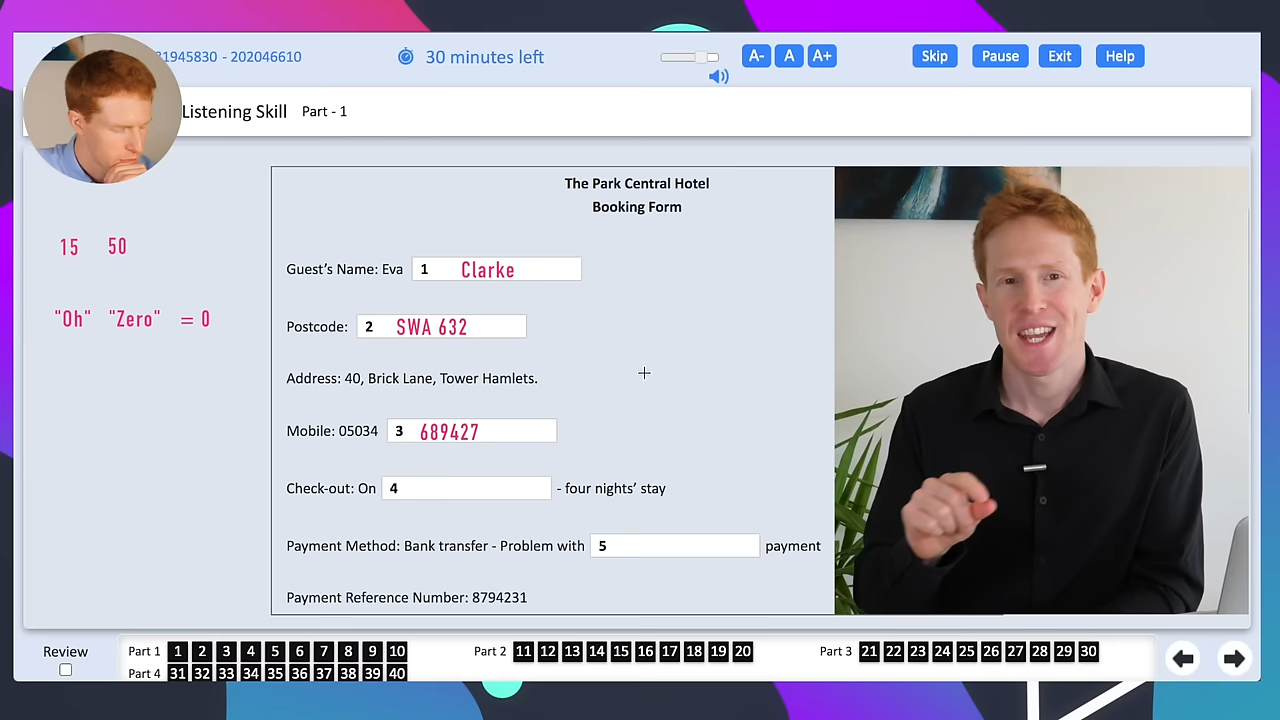 31945830 - 202046610
30 minutes left
A-
A
A+
Skip
Pause
Exit
Help
Listening Skill Part - 1
15 50
"Oh" "Zero" = 0
The Park Central Hotel
Booking Form
Guest's Name: Eva 1 Clarke
Postcode: 2 SWA 632
Address: 40, Brick Lane, Tower Hamlets.
Mobile: 05034 3 689427
Check-out: On 4 - four nights' stay
Payment Method: Bank transfer - Problem with 5 payment
Payment Reference Number: 8794231
Review
Part 1 1 2 3 4 5 6 7 8 9 10
Part 2 11 12 13 14 15 16 17 18 19 20
Part 3 21 22 23 24 25 26 27 28 29 30
Part 4 31 32 33 34 35 36 37 38 39 40